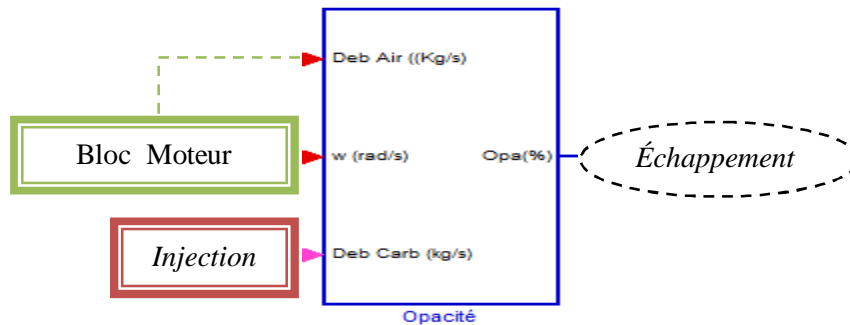 Deb Air ((Kg/s)
Bloc Moteur
w (rad/s)
Opa(%)
Échappement
Injection
Deb Carb (kg/s)
Opacité